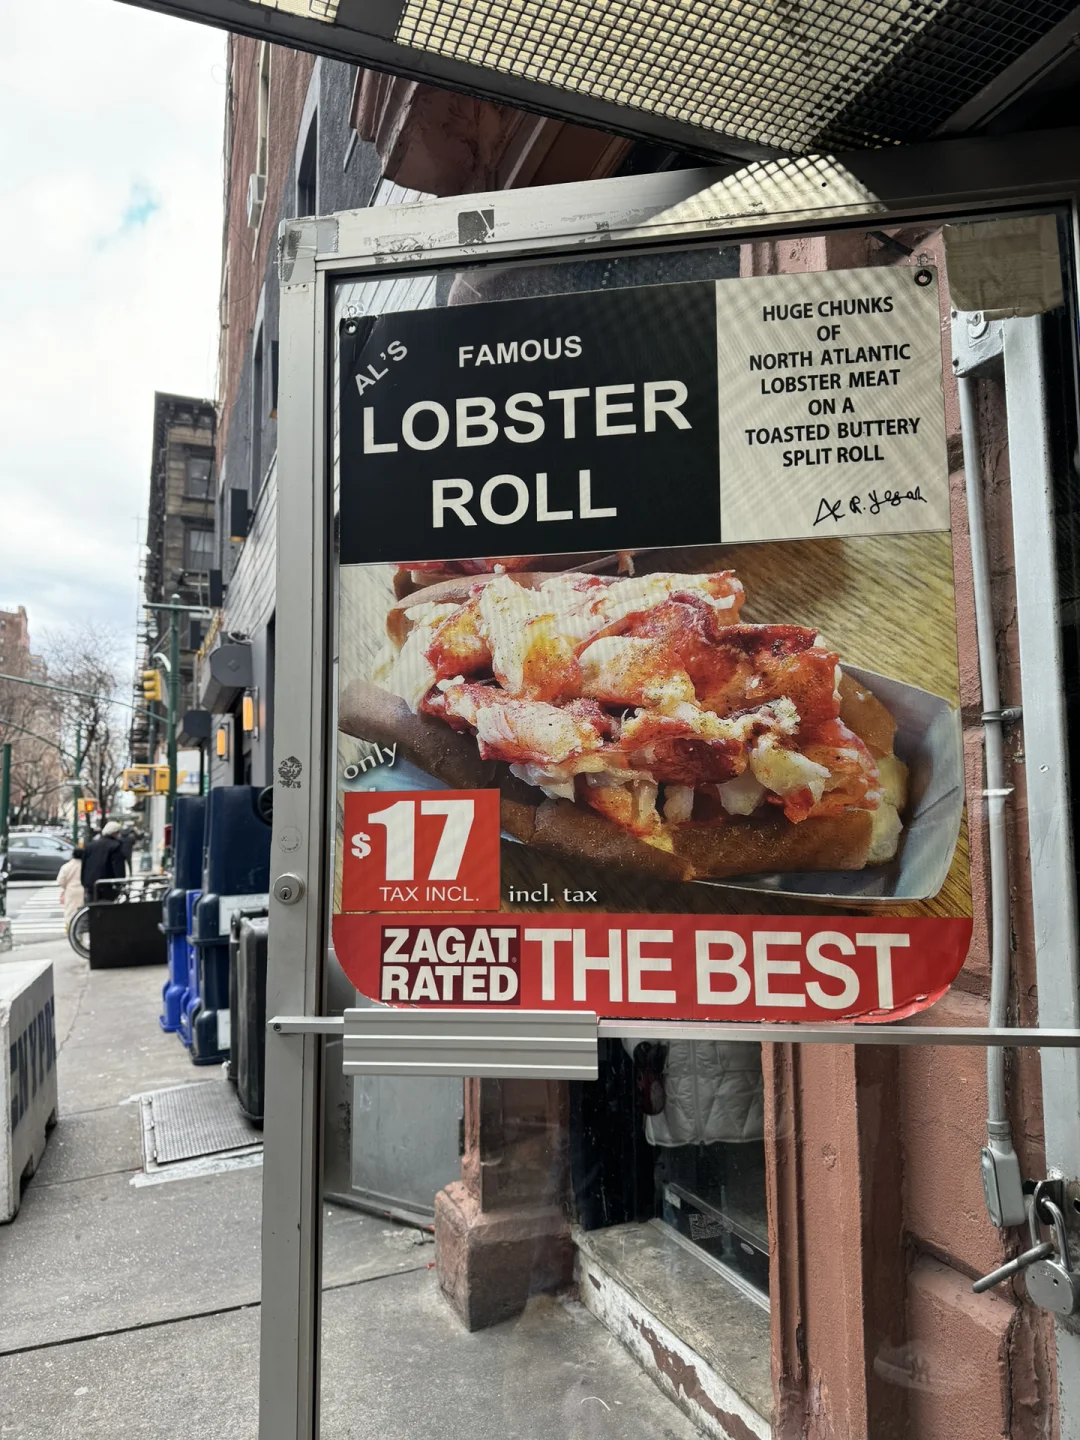 AL'S
FAMOUS
LOBSTER
ROLL
HUGE CHUNKS
OF
NORTH ATLANTIC
LOBSTER MEAT
ON A
TOASTED BUTTERY
SPLIT ROLL
only
$17
TAX INCL.
incl. tax
ZAGAT
RATED
THE BEST